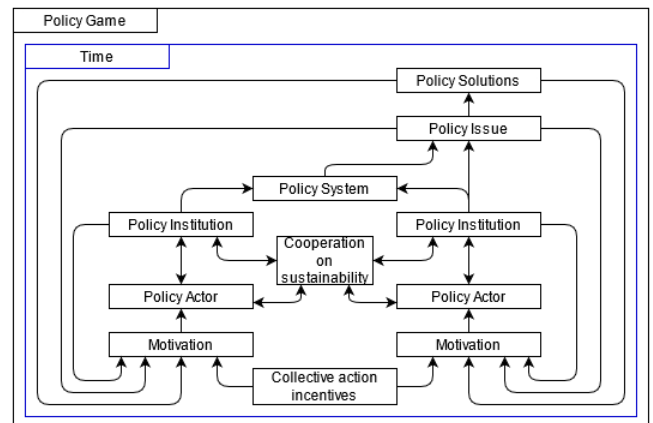 Policy Game
Time
Policy Solutions
Policy Issue
Policy System
Policy Institution
Policy Institution
Cooperation
on
sustainability
Policy Actor
Policy Actor
Motivation
Motivation
Collective action
incentives